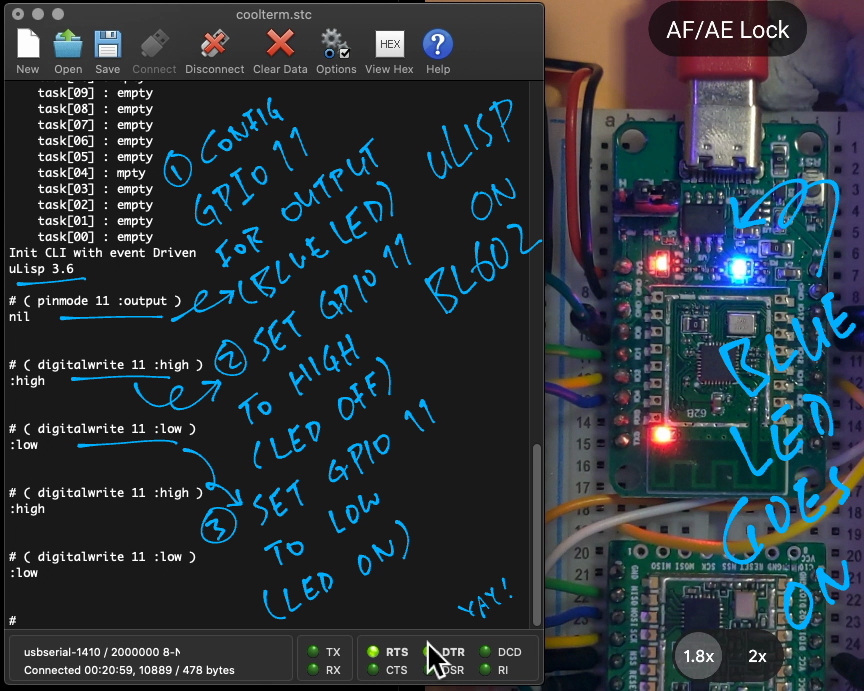 coolterm.stc
New Open Save Connect Disconnect Clear Data Options View Hex Help
HEX
task[09] : empty
task[08] : empty
task[07] : empty
task[06] : empty
task[05] : empty
task[04] : mpty
task[03] : empty
task[02] : empty
task[01] : empty
task[00] : empty
Init CLI with event Driven
uLisp 3.6
# ( pinmode 11 :output )
nil
# ( digitalwrite 11 :high )
:high
# ( digitalwrite 11 :low )
:low
# ( digitalwrite 11 :high )
:high
# ( digitalwrite 11 :low )
:low
#
① CONFIG
GPIO 11
FOR OUTPUT
(BLUE LED)
② SET GPIO 11
TO HIGH
(LED OFF)
③ SET GPIO 11
TO LOW
(LED ON)
YAY!
uLISP
ON
BL602
usbserial-1410 / 2000000 8-N
Connected 00:20:59, 10889 / 478 bytes
TX RTS DTR DCD
RX CTS DSR RI
AF/AE Lock
BLUE
LED
GOES
ON
1.8x 2x